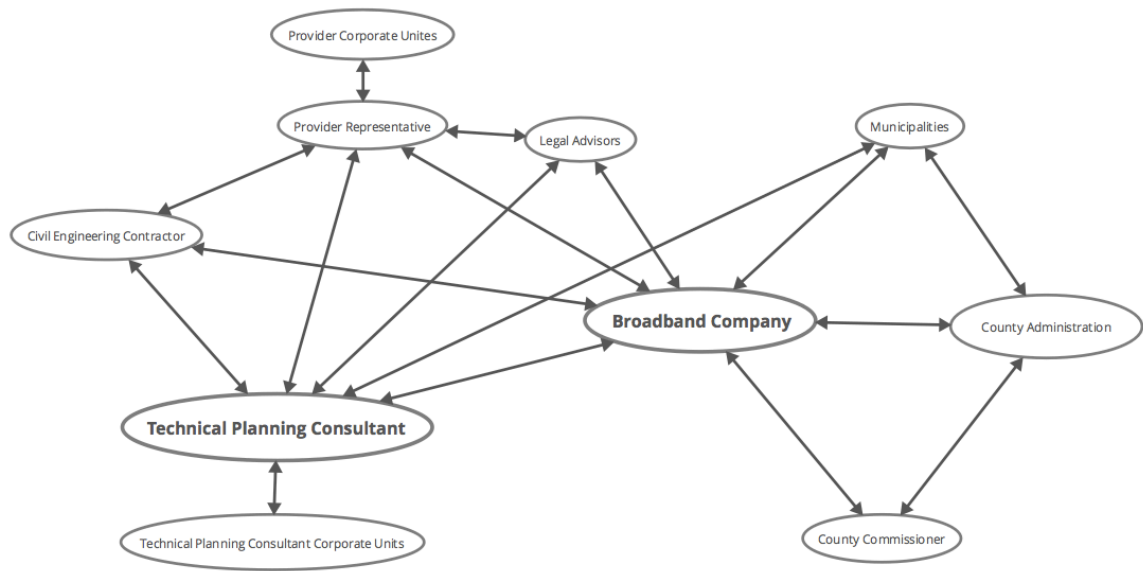 Provider Corporate Unites
Provider Representative
Legal Advisors
Municipalities
Civil Engineering Contractor
Broadband Company
County Administration
Technical Planning Consultant
Technical Planning Consultant Corporate Units
County Commissioner